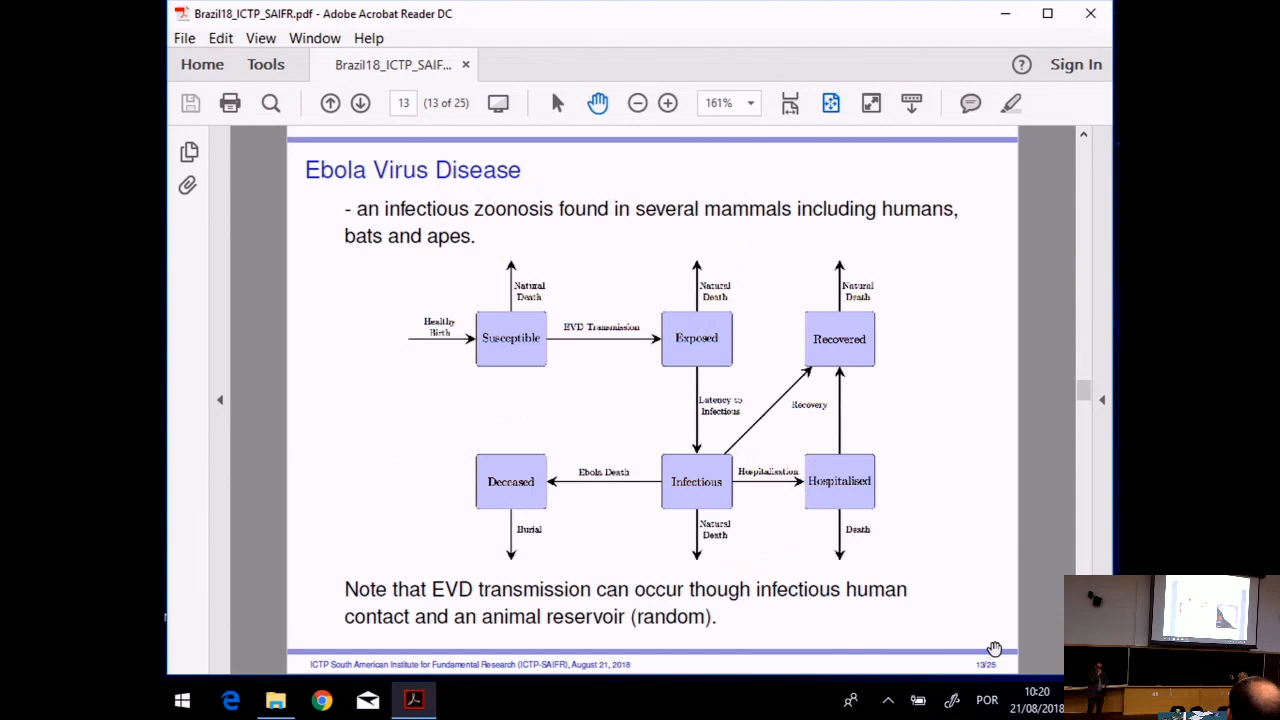 Brazil18_ICTP_SAIFR.pdf - Adobe Acrobat Reader DC
File Edit View Window Help
Home Tools Brazil18_ICTP_SAIF... × Sign In
13 (13 of 25) 161%
Ebola Virus Disease
- an infectious zoonosis found in several mammals including humans,
bats and apes.
Natural
Death
Natural
Death
Natural
Death
Healthy
Birth
Susceptible
EVD Transmission
Exposed
Recovered
Latency to
Infectious
Recovery
Deceased
Ebola Death
Infectious
Hospitalisation
Hospitalised
Burial
Natural
Death
Death
Note that EVD transmission can occur though infectious human
contact and an animal reservoir (random).
ICTP South American Institute for Fundamental Research (ICTP-SAIFR), August 21, 2018 13/25
POR
10:20
21/08/2018